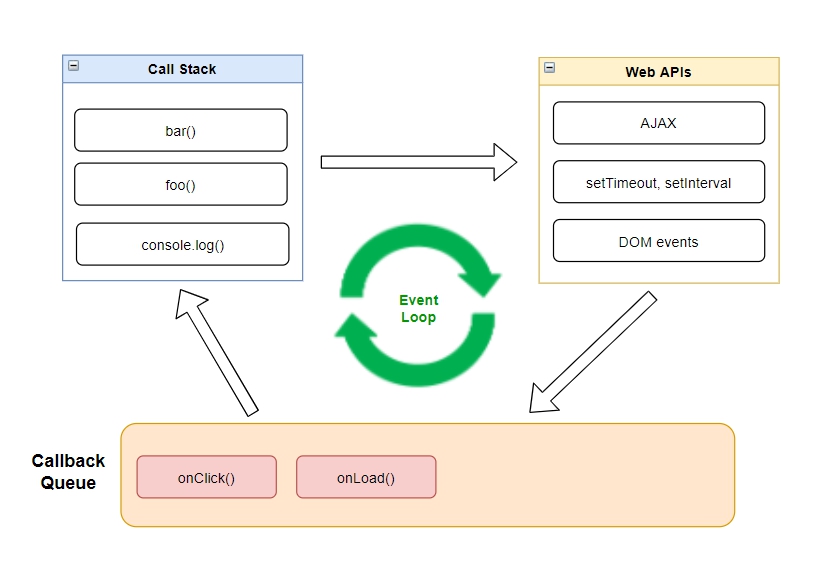 Call Stack
bar()
foo()
console.log()
Web APIs
AJAX
setTimeout, setInterval
DOM events
Event
Loop
Callback
Queue
onClick()
onLoad()